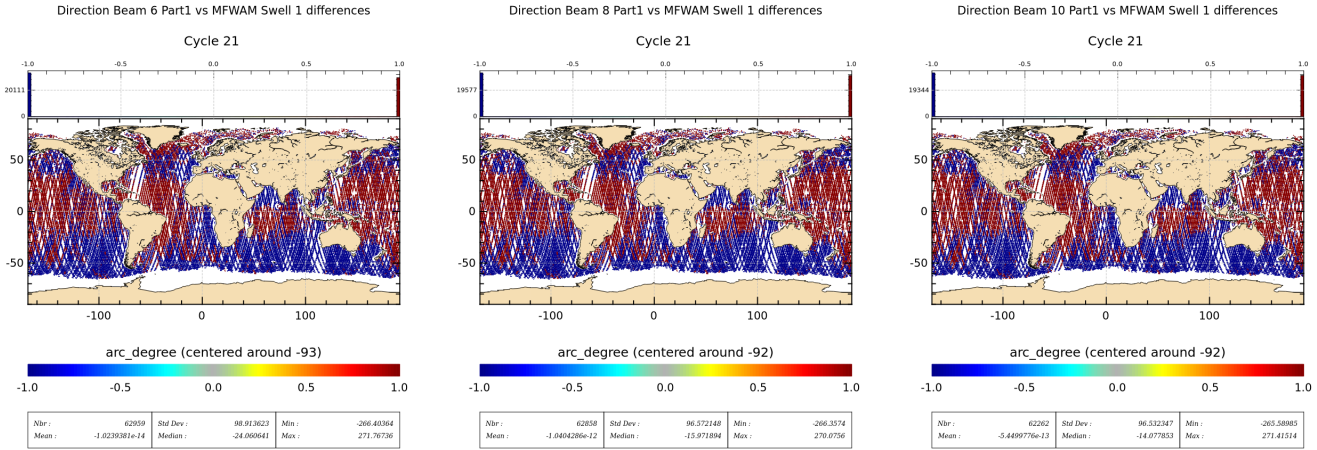 Direction Beam 6 Part1 vs MFWAM Swell 1 differences
Cycle 21
-1.0 -0.5 0.0 0.5 1.0
20111
0
50
0
-50
-100 0 100
arc_degree (centered around -93)
-1.0 -0.5 0.0 0.5 1.0
Nbr : 62959 Std Dev : 98.913623 Min : -266.40364
Mean : -1.0239381e-14 Median : -24.060641 Max : 271.76736
Direction Beam 8 Part1 vs MFWAM Swell 1 differences
Cycle 21
-1.0 -0.5 0.0 0.5 1.0
19577
0
50
0
-50
-100 0 100
arc_degree (centered around -92)
-1.0 -0.5 0.0 0.5 1.0
Nbr : 62858 Std Dev : 96.572148 Min : -266.3574
Mean : -1.0404286e-12 Median : -15.971894 Max : 270.0756
Direction Beam 10 Part1 vs MFWAM Swell 1 differences
Cycle 21
-1.0 -0.5 0.0 0.5 1.0
19344
0
50
0
-50
-100 0 100
arc_degree (centered around -92)
-1.0 -0.5 0.0 0.5 1.0
Nbr : 62262 Std Dev : 96.532347 Min : -265.58985
Mean : -5.4499776e-13 Median : -14.077853 Max : 271.41514